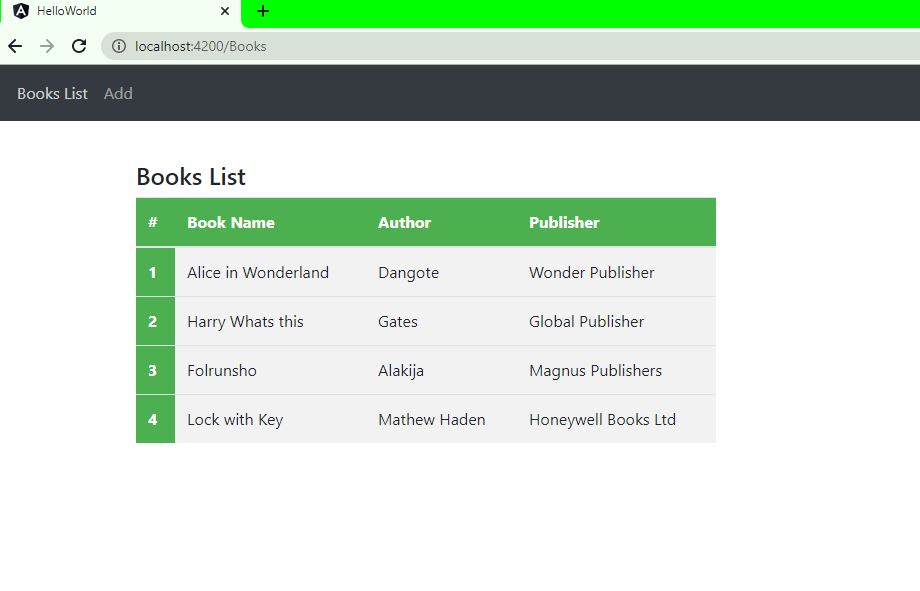 HelloWorld
localhost:4200/Books
Books List Add
Books List
# Book Name Author Publisher
1 Alice in Wonderland Dangote Wonder Publisher
2 Harry Whats this Gates Global Publisher
3 Folrunsho Alakija Magnus Publishers
4 Lock with Key Mathew Haden Honeywell Books Ltd